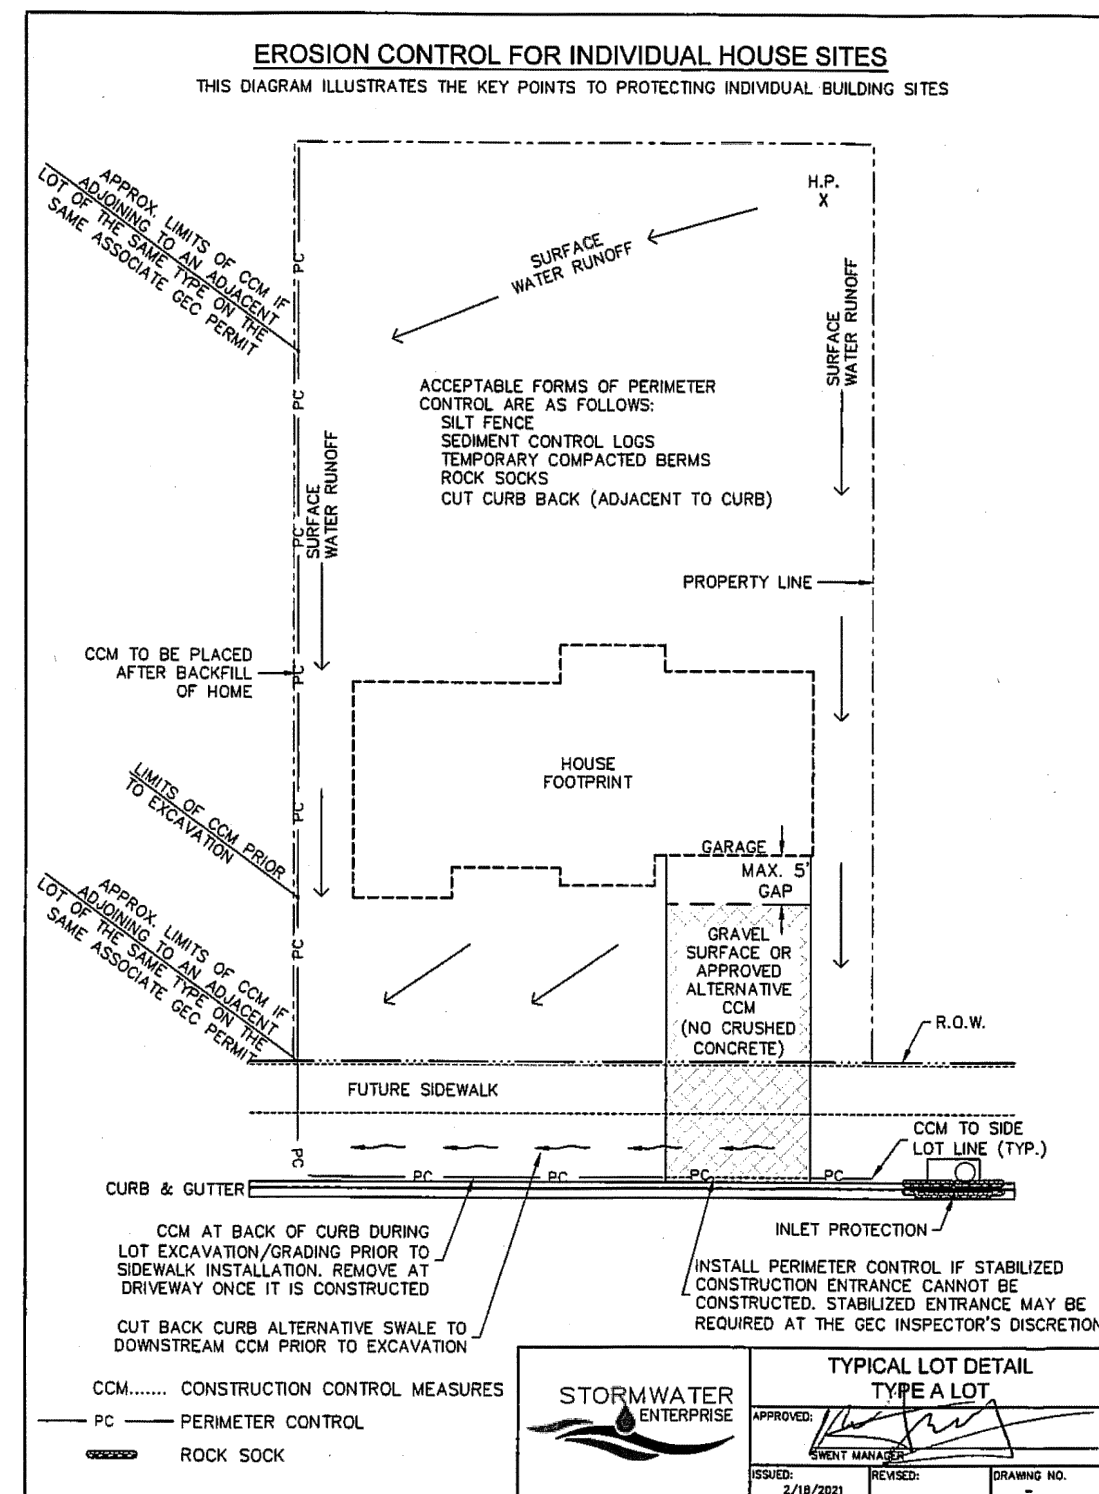 EROSION CONTROL FOR INDIVIDUAL HOUSE SITES
THIS DIAGRAM ILLUSTRATES THE KEY POINTS TO PROTECTING INDIVIDUAL BUILDING SITES
H.P.
X
APPROX. LIMITS OF CCM IF
ADJOINING TO AN ADJACENT
LOT OF THE SAME TYPE ON THE
SAME ASSOCIATE GEC PERMIT
PC
SURFACE
WATER RUNOFF
SURFACE
WATER RUNOFF
PC
ACCEPTABLE FORMS OF PERIMETER
CONTROL ARE AS FOLLOWS:
SILT FENCE
SEDIMENT CONTROL LOGS
TEMPORARY COMPACTED BERMS
ROCK SOCKS
CUT CURB BACK (ADJACENT TO CURB)
PC
SURFACE
WATER RUNOFF
PROPERTY LINE
CCM TO BE PLACED
AFTER BACKFILL
OF HOME
PC
HOUSE
FOOTPRINT
LIMITS OF CCM PRIOR
TO EXCAVATION
PC
GARAGE
MAX. 5'
GAP
APPROX. LIMITS OF CCM IF
ADJOINING TO AN ADJACENT
LOT OF THE SAME TYPE ON THE
SAME ASSOCIATE GEC PERMIT
PC
GRAVEL
SURFACE OR
APPROVED
ALTERNATIVE
CCM
(NO CRUSHED
CONCRETE)
R.O.W.
FUTURE SIDEWALK
CCM TO SIDE
LOT LINE (TYP.)
PC
PC
PC
PC
PC
CURB & GUTTER
INLET PROTECTION
CCM AT BACK OF CURB DURING
LOT EXCAVATION/GRADING PRIOR TO
SIDEWALK INSTALLATION. REMOVE AT
DRIVEWAY ONCE IT IS CONSTRUCTED
INSTALL PERIMETER CONTROL IF STABILIZED
CONSTRUCTION ENTRANCE CANNOT BE
CONSTRUCTED. STABILIZED ENTRANCE MAY BE
REQUIRED AT THE GEC INSPECTOR'S DISCRETION
CUT BACK CURB ALTERNATIVE SWALE TO
DOWNSTREAM CCM PRIOR TO EXCAVATION
CCM....... CONSTRUCTION CONTROL MEASURES
PC PERIMETER CONTROL
ROCK SOCK
STORMWATER
ENTERPRISE
TYPICAL LOT DETAIL
TYPE A LOT
APPROVED:
SWENT MANAGER
ISSUED:
2/18/2021
REVISED:
DRAWING NO.